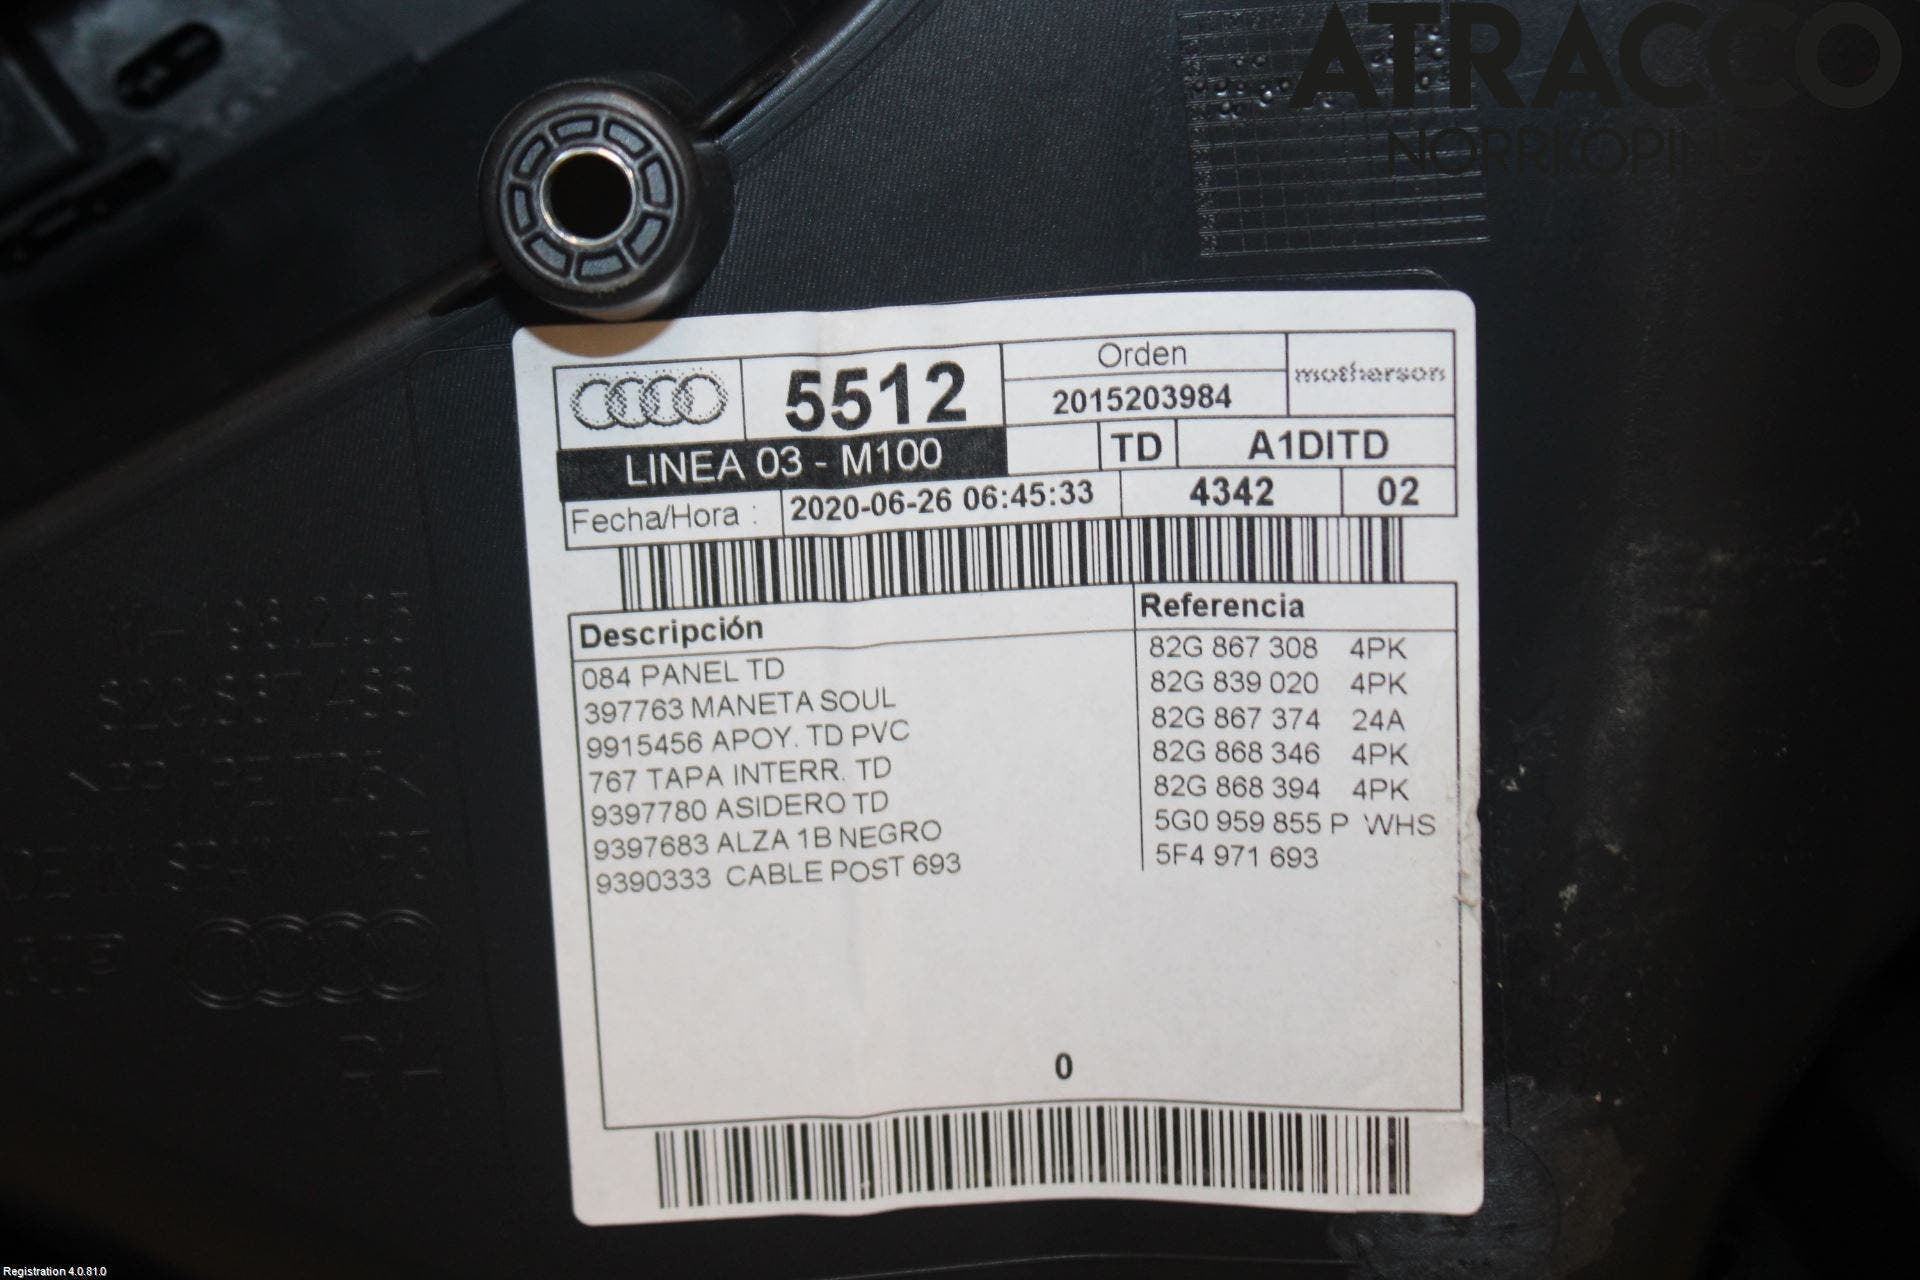 ATRACCO
NORRKÖPING
5512
Orden
2015203984
motherson
LINEA 03 - M100
TD
A1DITD
Fecha/Hora :
2020-06-26 06:45:33
4342
02
Descripción
Referencia
084 PANEL TD
82G 867 308 4PK
397763 MANETA SOUL
82G 839 020 4PK
9915456 APOY. TD PVC
82G 867 374 24A
767 TAPA INTERR. TD
82G 868 346 4PK
9397780 ASIDERO TD
82G 868 394 4PK
9397683 ALZA 1B NEGRO
5G0 959 855 P WHS
9390333 CABLE POST 693
5F4 971 693
0
Registration 4.0.81.0